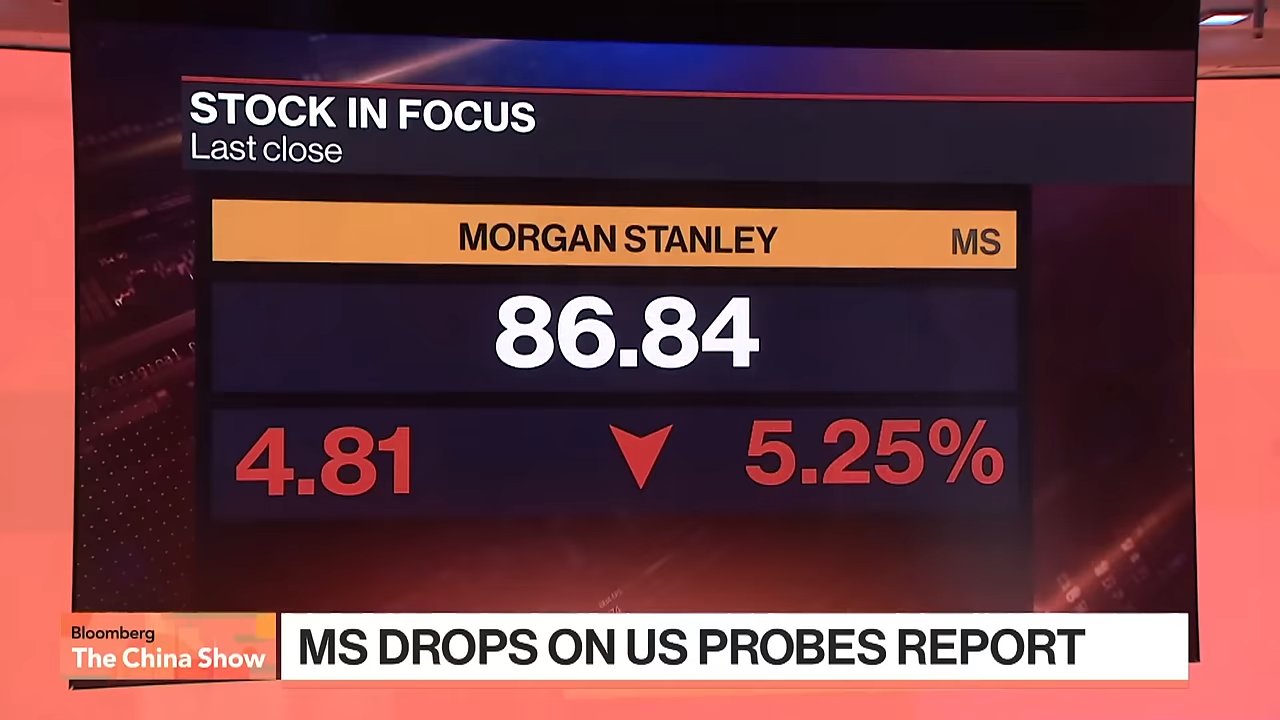 STOCK IN FOCUS
Last close
MORGAN STANLEY MS
86.84
4.81 5.25%
Bloomberg
The China Show
MS DROPS ON US PROBES REPORT